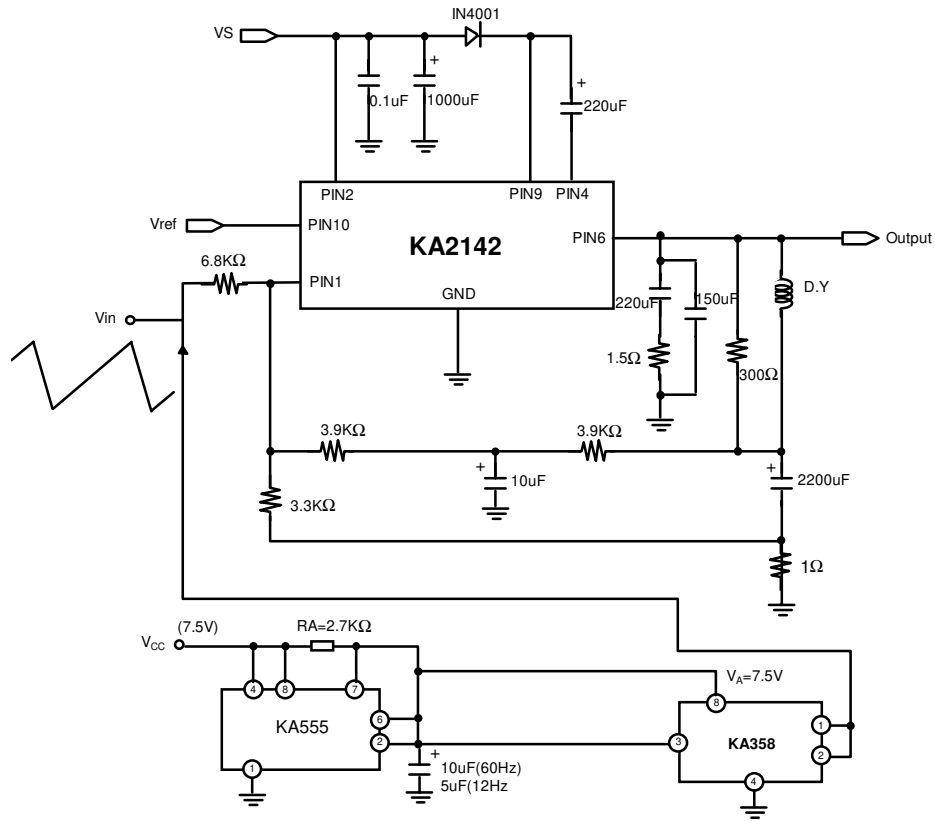 IN4001
VS
+
+
0.1uF
1000uF
220uF
PIN2
PIN9
PIN4
Vref
PIN10
KA2142
PIN6
Output
6.8KΩ
PIN1
GND
D.Y
220uF
150uF
Vin
1.5Ω
300Ω
3.9KΩ
3.9KΩ
+
+
10uF
2200uF
3.3KΩ
1Ω
(7.5V)
RA=2.7KΩ
VCC
VA=7.5V
4
8
7
8
KA555
6
1
2
3
KA358
2
+
1
10uF(60Hz)
4
5uF(12Hz